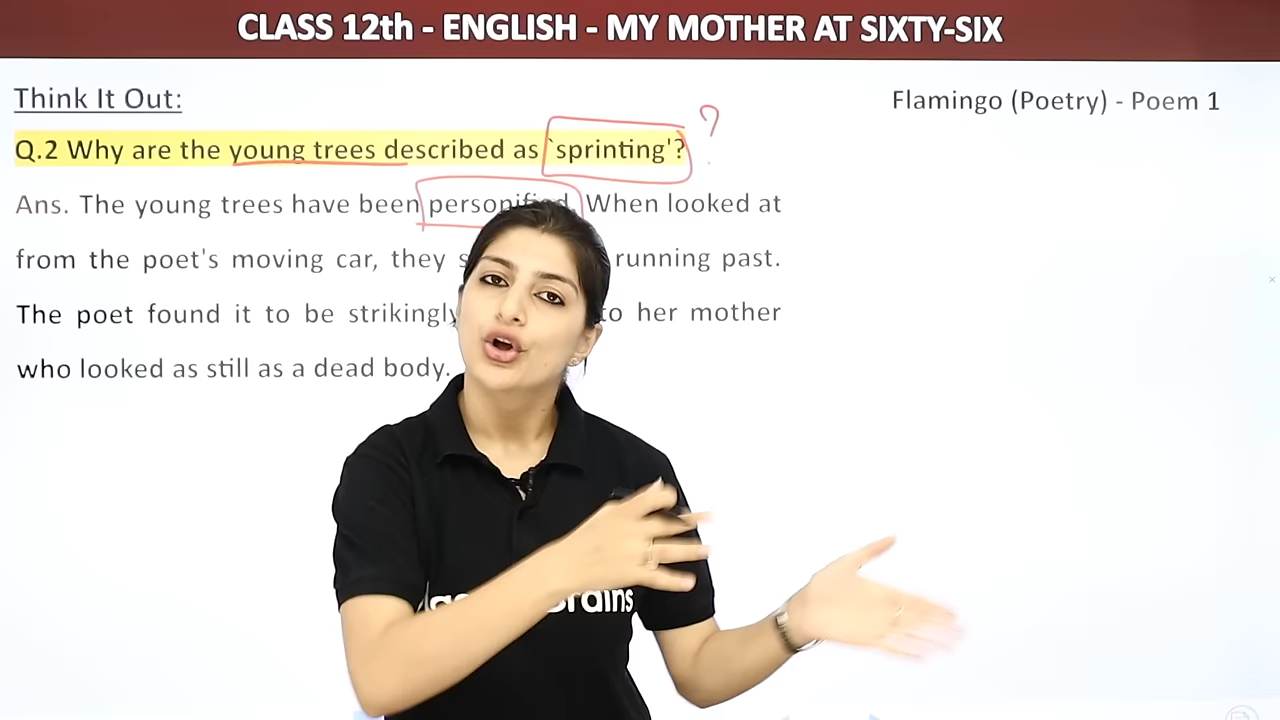 CLASS 12th - ENGLISH - MY MOTHER AT SIXTY-SIX
Think It Out:
Flamingo (Poetry) - Poem 1
?
Q.2 Why are the young trees described as `sprinting'?
Ans. The young trees have been personified. When looked at
from the poet's moving car, they running past.
The poet found it to be strikingly to her mother
who looked as still as a dead body.